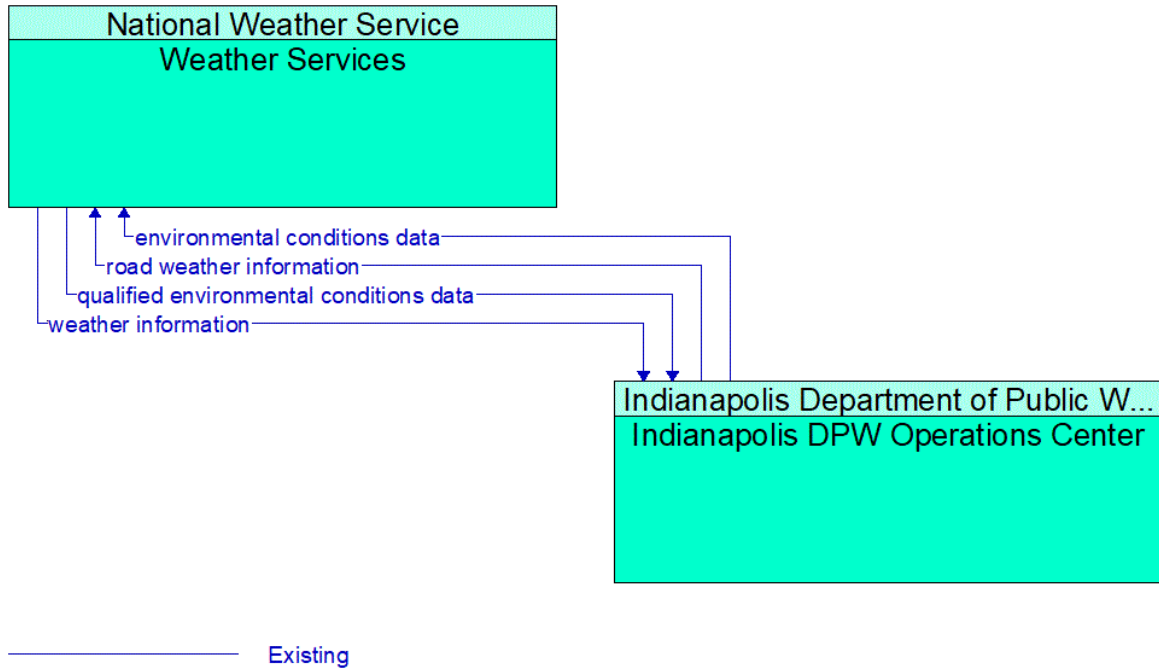 National Weather Service
Weather Services
environmental conditions data
road weather information
qualified environmental conditions data
weather information
Indianapolis Department of Public W...
Indianapolis DPW Operations Center
Existing